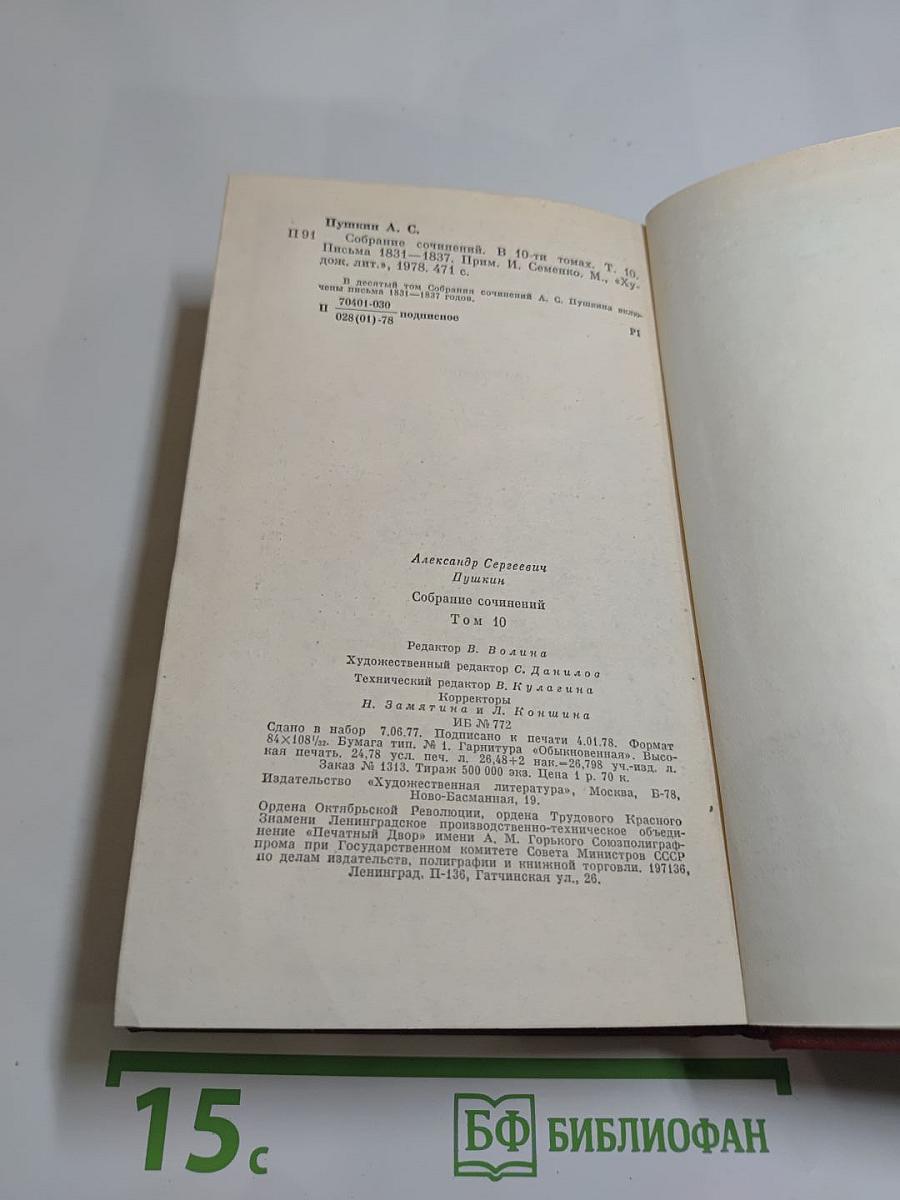 Пушкин А. С.
П 91 Собрание сочинений. В 10-ти томах. Т. 10.
Письма 1831—1837. Прим. И. Семенко. М., «Ху-
дож. лит.», 1978. 471 с.
В десятый том Собрания сочинений А. С. Пушкина вклю-
чены письма 1831—1837 годов.
П 70401-030
028(01)-78 подписное
Р1
Александр Сергеевич
Пушкин
Собрание сочинений
Том 10
Редактор В. Волина
Художественный редактор С. Данилов
Технический редактор В. Кулагина
Корректоры
Н. Замятина и Л. Коншина
ИБ № 772
Сдано в набор 7.06.77. Подписано к печати 4.01.78. Формат
84×108¹/₃₂. Бумага тип. № 1. Гарнитура «Обыкновенная». Высо-
кая печать. 24,78 усл. печ. л. 26,48+2 нак.=26,798 уч.-изд. л.
Заказ № 1313. Тираж 500 000 экз. Цена 1 р. 70 к.
Издательство «Художественная литература», Москва, Б-78,
Ново-Басманная, 19.
Ордена Октябрьской Революции, ордена Трудового Красного
Знамени Ленинградское производственно-техническое объеди-
нение «Печатный Двор» имени А. М. Горького Союзполиграф-
прома при Государственном комитете Совета Министров СССР
по делам издательств, полиграфии и книжной торговли. 197136,
Ленинград, П-136, Гатчинская ул., 26.
15 с
БФ БИБЛИОФАН